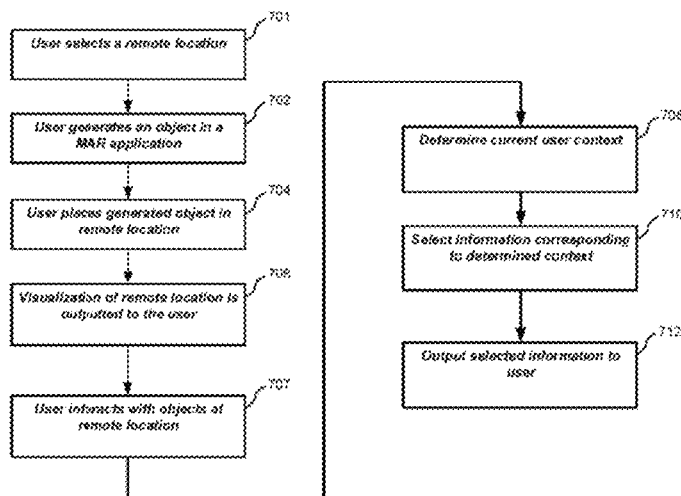 701
User selects a remote location
702
User generates an object in a
MAR application
704
User places generated object in
remote location
706
Visualization of remote location is
outputted to the user
707
User interacts with objects at
remote location
708
Determine current user context
710
Select information corresponding
to determined context
712
Output selected information to
user